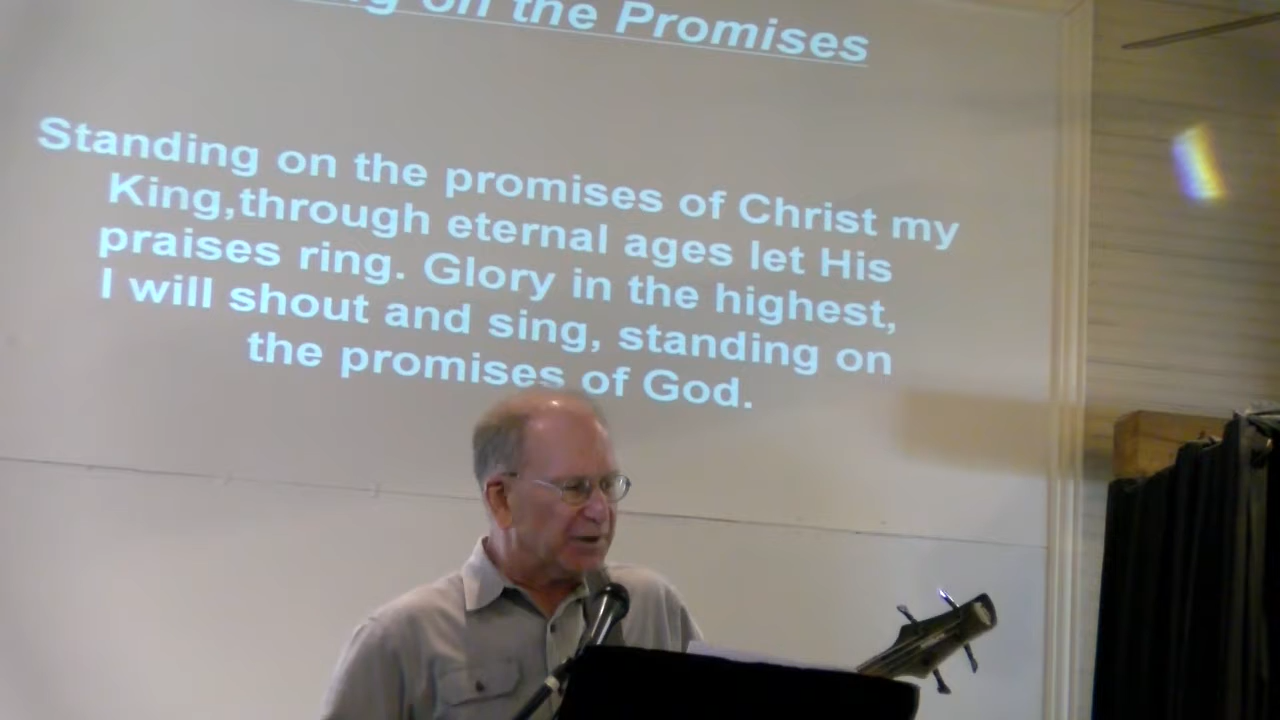 on the Promises
Standing on the promises of Christ my
King,through eternal ages let His
praises ring. Glory in the highest,
I will shout and sing, standing on
the promises of God.